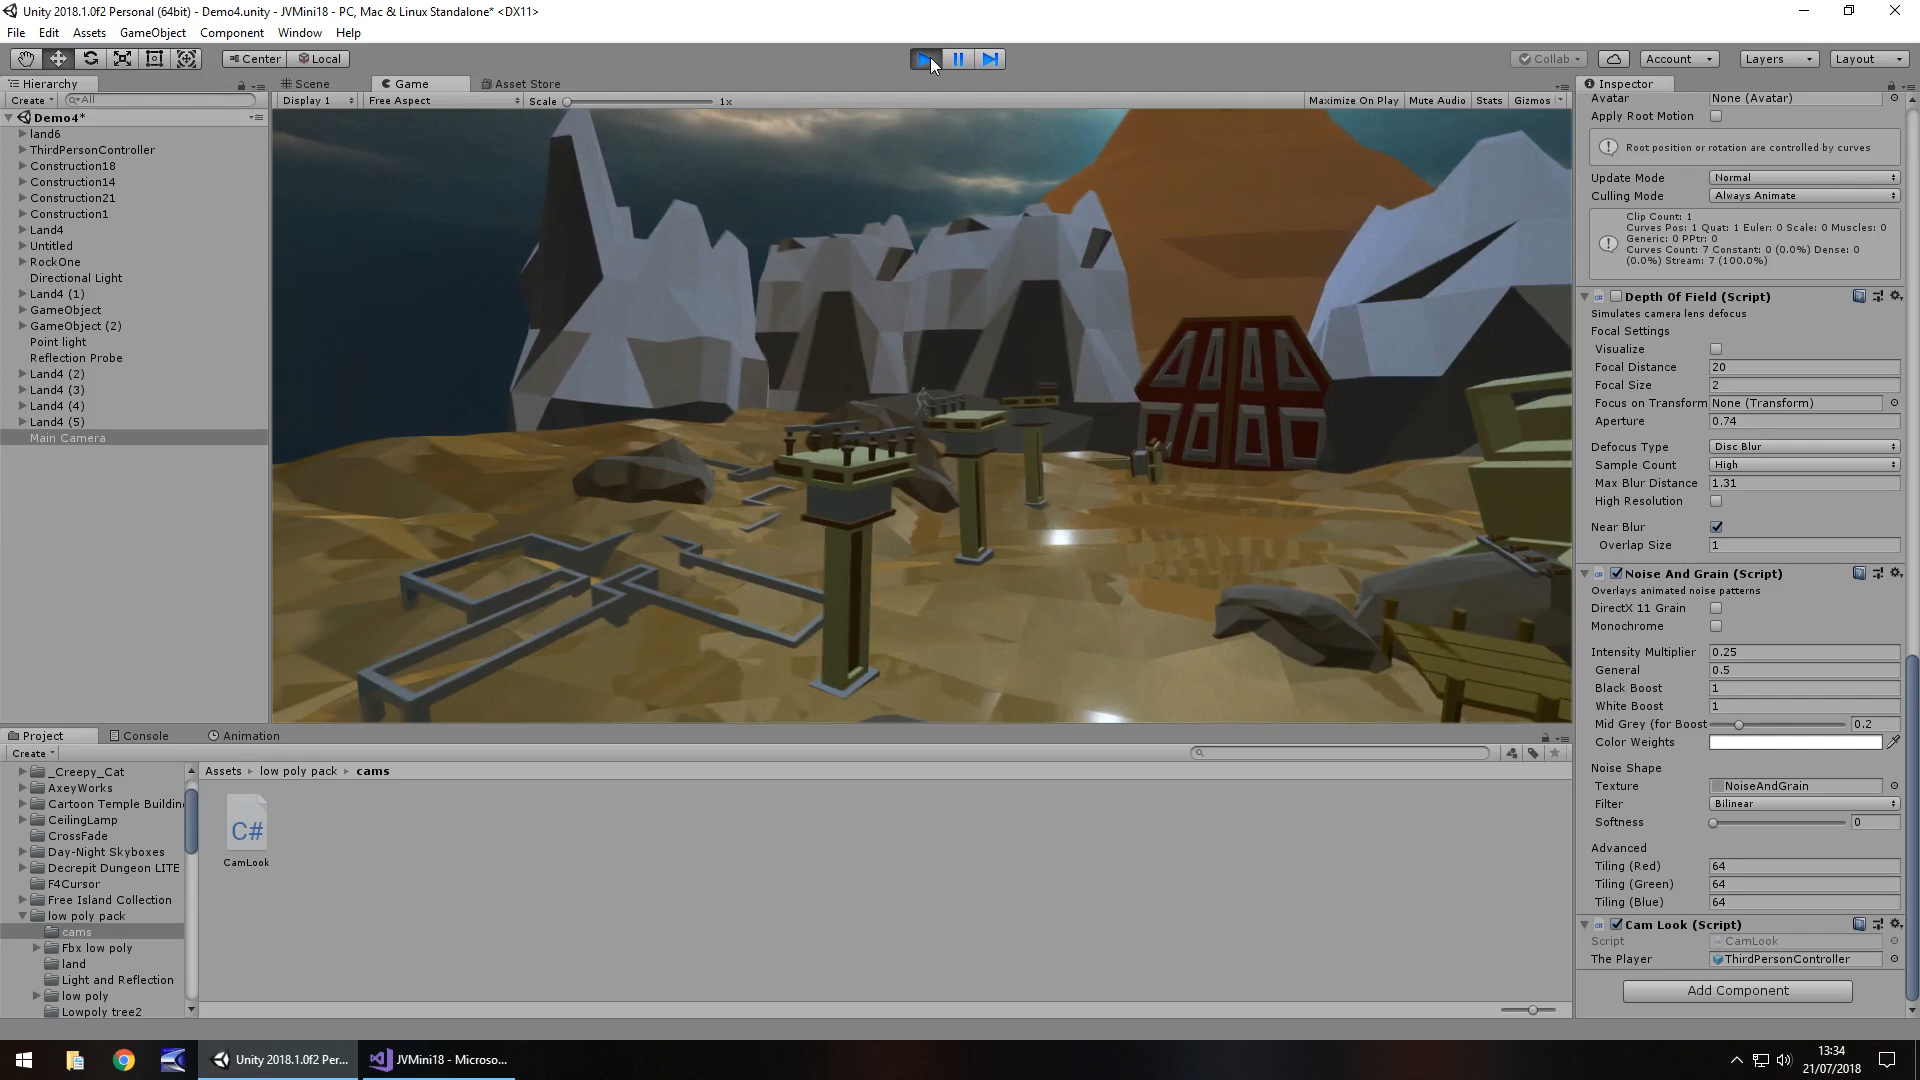 Unity 2018.1.0f2 Personal (64bit) - Demo4.unity - JVMini18 - PC, Mac & Linux Standalone* <DX11>
File Edit Assets GameObject Component Window Help
Center Local Collab Account Layers Layout
Hierarchy
Create All
Demo4*
land6
ThirdPersonController
Construction18
Construction14
Construction21
Construction1
Land4
Untitled
RockOne
Directional Light
Land4 (1)
GameObject
GameObject (2)
Point light
Reflection Probe
Land4 (2)
Land4 (3)
Land4 (4)
Land4 (5)
Main Camera
Scene Game Asset Store
Display 1 Free Aspect Scale 1x Maximize On Play Mute Audio Stats Gizmos
Inspector
Avatar None (Avatar)
Apply Root Motion
Root position or rotation are controlled by curves
Update Mode Normal
Culling Mode Always Animate
Clip Count: 1
Curves Pos: 1 Quat: 1 Euler: 0 Scale: 0 Muscles: 0
Generic: 0 PPtr: 0
Curves Count: 7 Constant: 0 (0.0%) Dense: 0
(0.0%) Stream: 7 (100.0%)
Depth Of Field (Script)
Simulates camera lens defocus
Focal Settings
Visualize
Focal Distance 20
Focal Size 2
Focus on Transform None (Transform)
Aperture 0.74
Defocus Type Disc Blur
Sample Count High
Max Blur Distance 1.31
High Resolution
Near Blur
Overlap Size 1
Noise And Grain (Script)
Overlays animated noise patterns
DirectX 11 Grain
Monochrome
Intensity Multiplier 0.25
General 0.5
Black Boost 1
White Boost 1
Mid Grey (for Boost 0.2
Color Weights
Noise Shape
Texture NoiseAndGrain
Filter Bilinear
Softness 0
Advanced
Tiling (Red) 64
Tiling (Green) 64
Tiling (Blue) 64
Cam Look (Script)
Script CamLook
The Player ThirdPersonController
Add Component
Project Console Animation
Create
_Creepy_Cat
AxeyWorks
Cartoon Temple Building
CeilingLamp
CrossFade
Day-Night Skyboxes
Decrepit Dungeon LITE
F4Cursor
Free Island Collection
low poly pack
cams
Fbx low poly
land
Light and Reflection
low poly
Lowpoly tree2
Assets low poly pack cams
C#
CamLook
Unity 2018.1.0f2 Per... JVMini18 - Microso...
13:34
21/07/2018